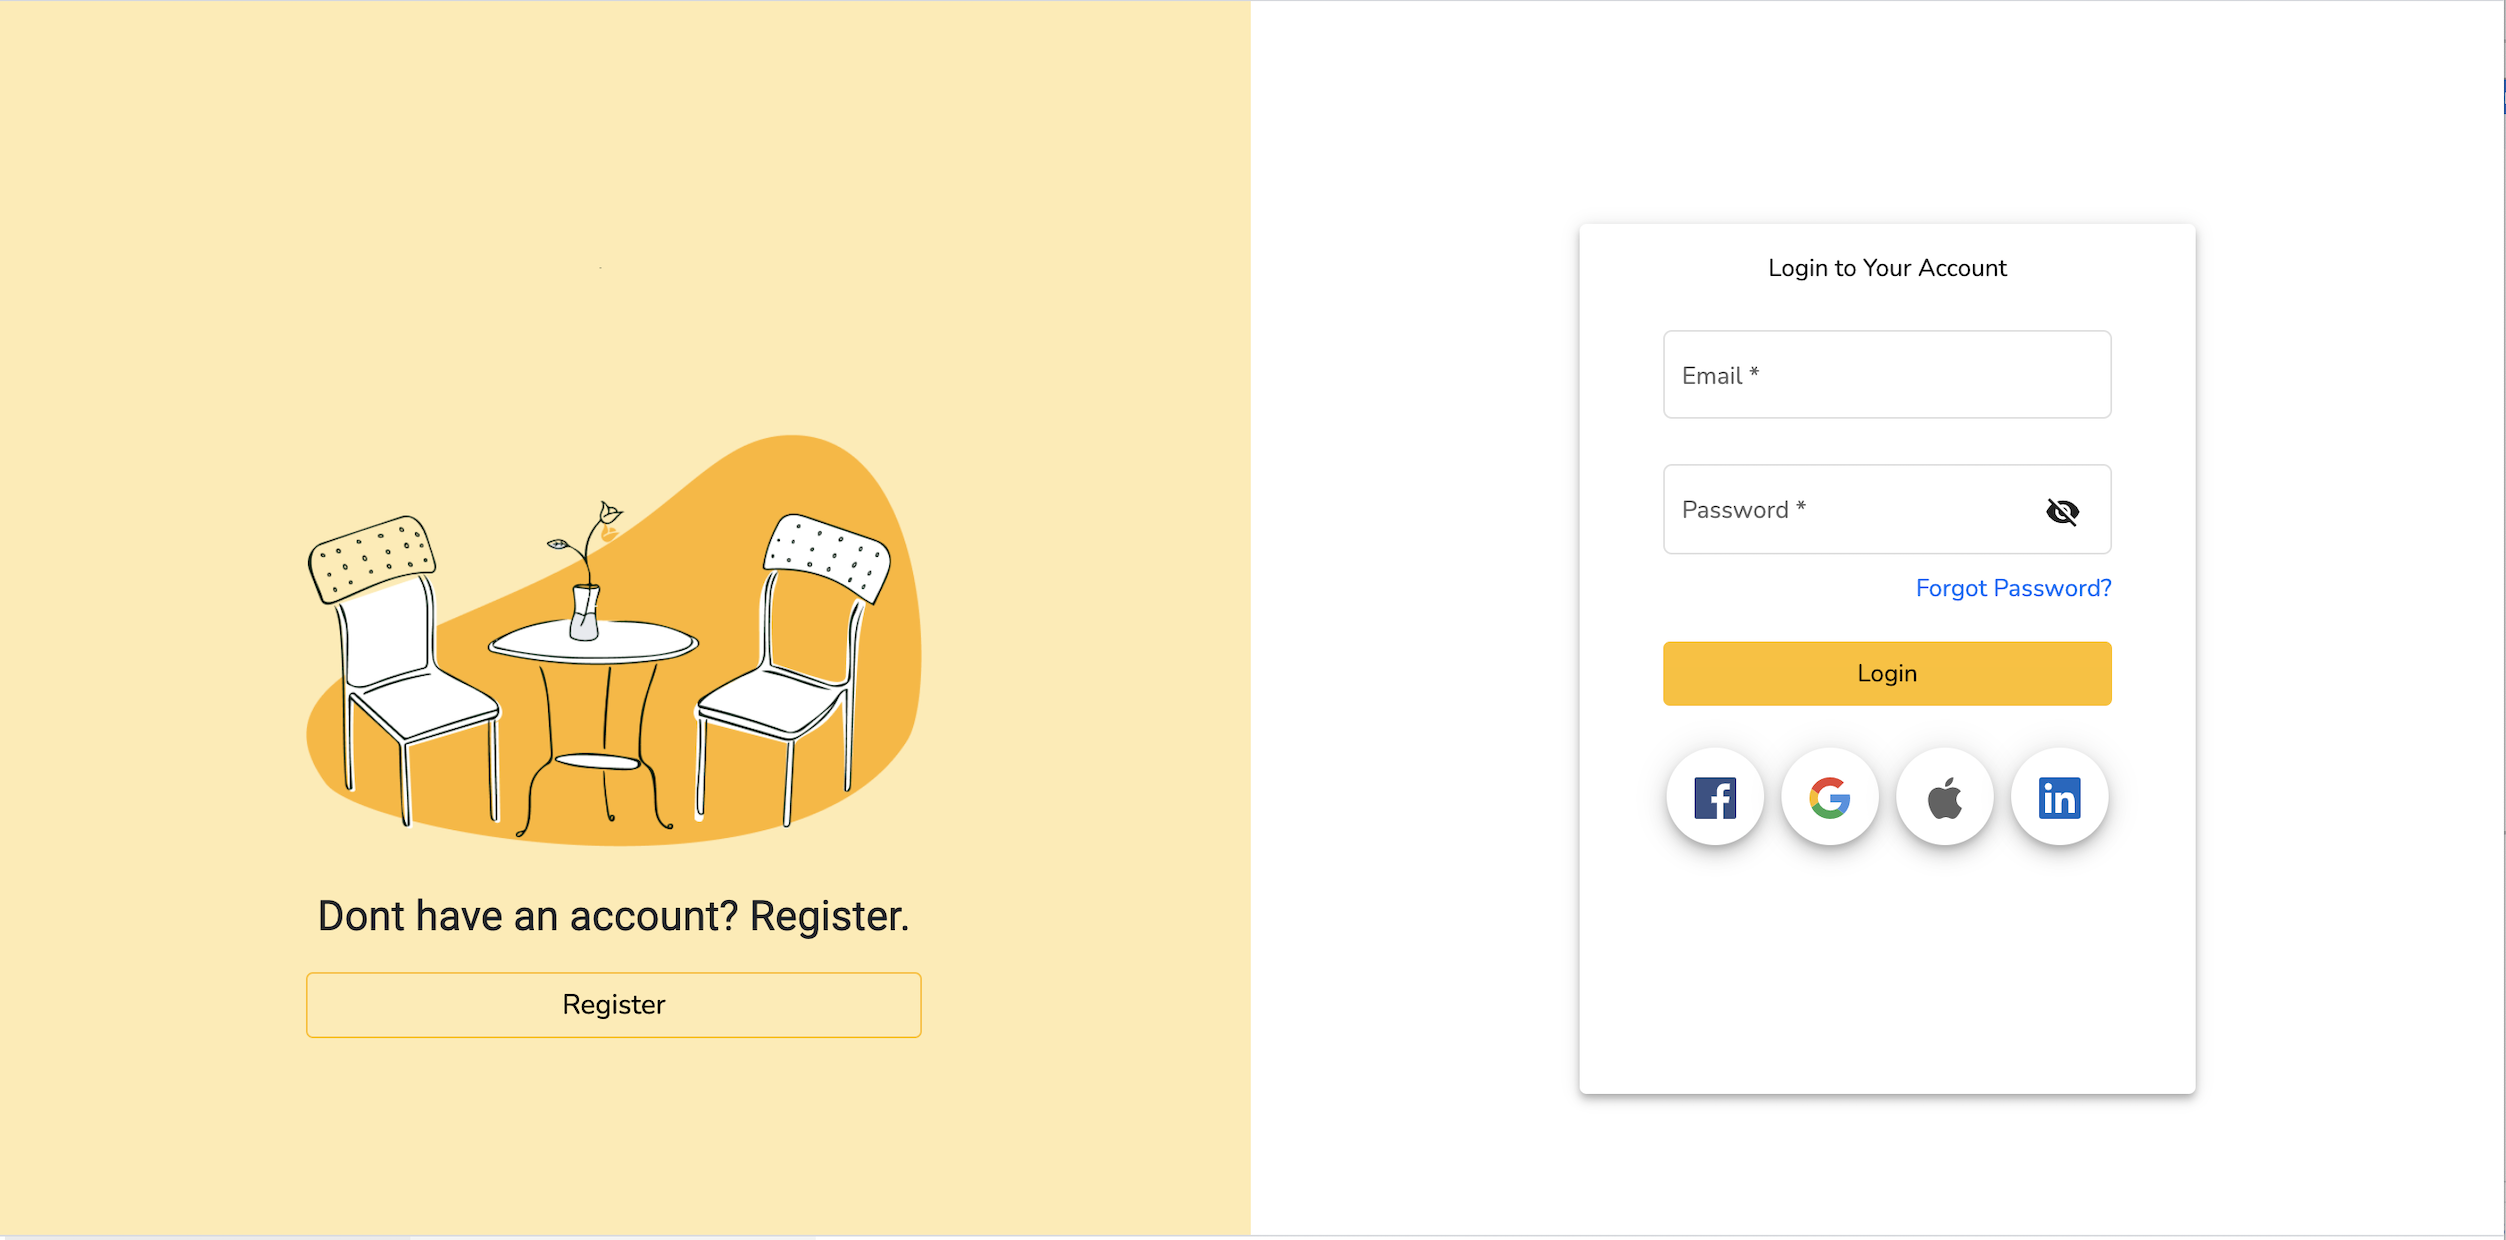 Dont have an account? Register.
Register
Login to Your Account
Email *
Password *
Forgot Password?
Login
f
G
in